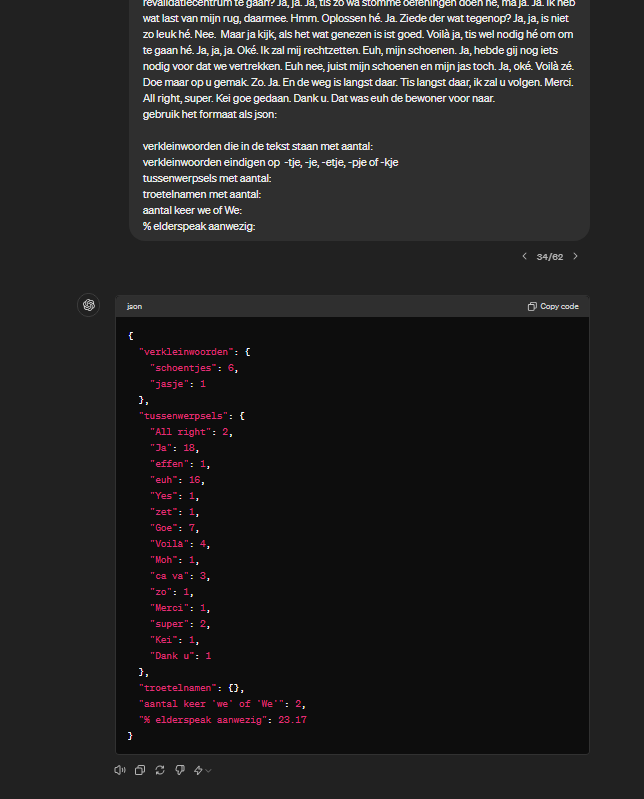 revalidatiecentrum te gaan? Ja, ja. Ja, tis zo wa stomme oefeningen doen hé, ma ja. Ja. Ik heb
wat last van mijn rug, daarmee. Hmm. Oplossen hé. Ja. Ziede der wat tegenop? Ja, ja, is niet
zo leuk hé. Nee.  Maar ja kijk, als het wat genezen is ist goed. Voilà ja, tis wel nodig hé om om
te gaan hé. Ja, ja, ja. Oké. Ik zal mij rechtzetten. Euh, mijn schoenen. Ja, hebde gij nog iets
nodig voor dat we vertrekken. Euh nee, juist mijn schoenen en mijn jas toch. Ja, oké. Voilà zé.
Doe maar op u gemak. Zo. Ja. En de weg is langst daar. Tis langst daar, ik zal u volgen. Merci.
All right, super. Kei goe gedaan. Dank u. Dat was euh de bewoner voor naar.
gebruik het formaat als json:
verkleinwoorden die in de tekst staan met aantal:
verkleinwoorden eindigen op  -tje, -je, -etje, -pje of -kje
tussenwerpsels met aantal:
troetelnamen met aantal:
aantal keer we of We:
% elderspeak aanwezig:
< 34/62 >
json
Copy code
{
"verkleinwoorden": {
"schoentjes": 6,
"jasje": 1
},
"tussenwerpsels": {
"All right": 2,
"Ja": 18,
"effen": 1,
"euh": 16,
"Yes": 1,
"zet": 1,
"Goe": 7,
"Voilà": 4,
"Moh": 1,
"ca va": 3,
"zo": 1,
"Merci": 1,
"super": 2,
"Kei": 1,
"Dank u": 1
},
"troetelnamen": {},
"aantal keer 'we' of 'We'": 2,
"% elderspeak aanwezig": 23.17
}